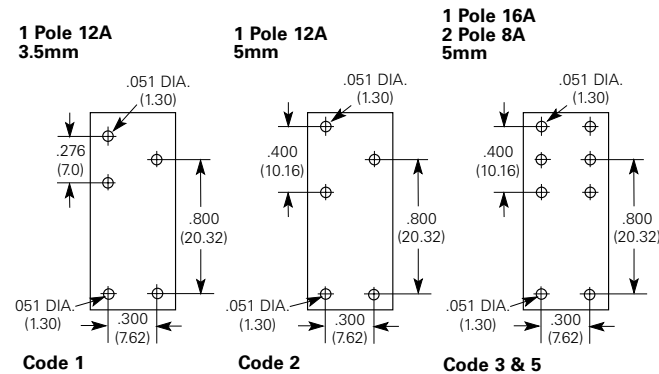 1 Pole 12A
3.5mm
.051 DIA.
(1.30)
.276
(7.0)
.800
(20.32)
051 DIA.
(1.30)
.300
(7.62)
Code 1
1 Pole 12A
5mm
.051 DIA.
(1.30)
.400
(10.16)
.800
(20.32)
.051 DIA.
(1.30)
.300
(7.62)
Code 2
1 Pole 16A
2 Pole 8A
5mm
.051 DIA.
(1.30)
.400
(10.16)
.800
(20.32)
.051 DIA.
(1.30)
.300
(7.62)
Code 3 & 5